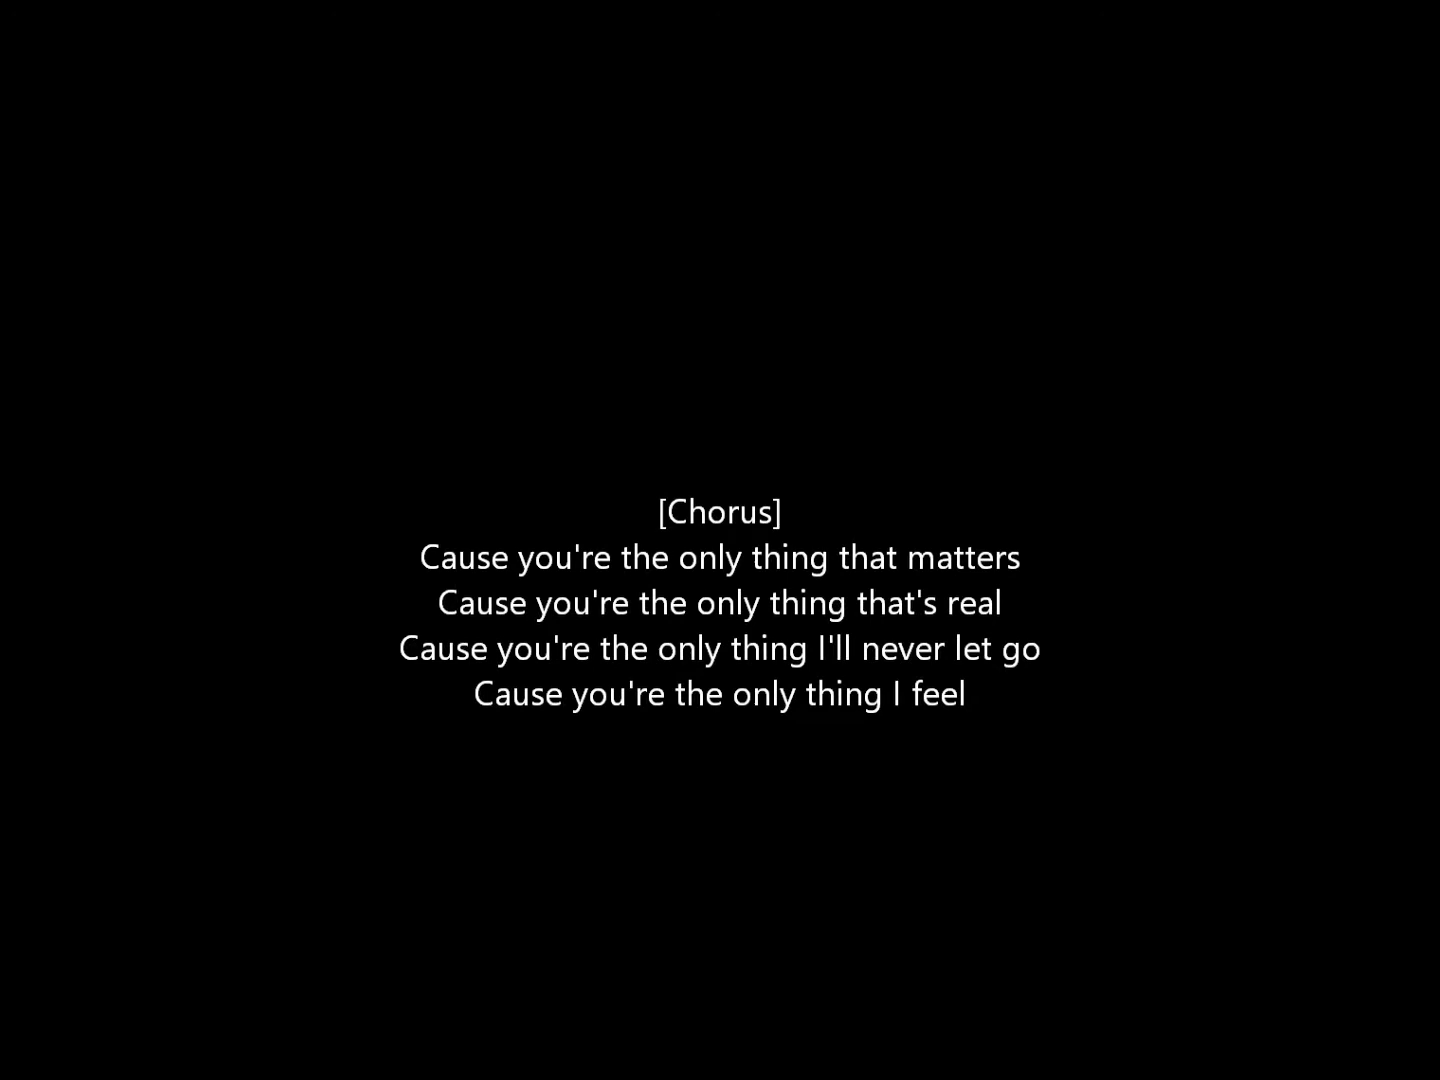 [Chorus]
Cause you're the only thing that matters
Cause you're the only thing that's real
Cause you're the only thing I'll never let go
Cause you're the only thing I feel